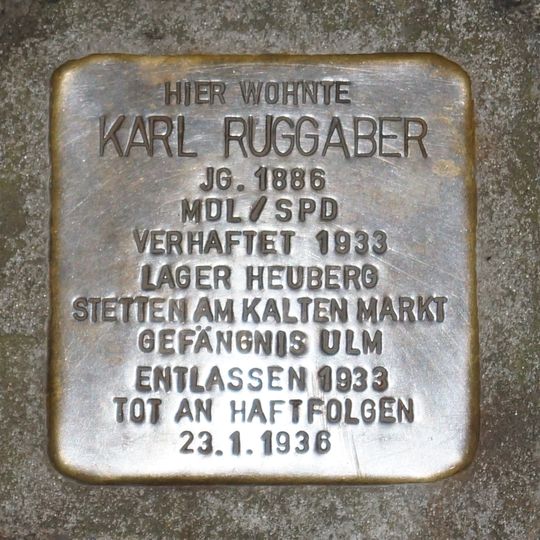 HIER WOHNTE
KARL RUGGABER
JG. 1886
MDL/SPD
VERHAFTET 1933
LAGER HEUBERG
STETTEN AM KALTEN MARKT
GEFÄNGNIS ULM
ENTLASSEN 1933
TOT AN HAFTFOLGEN
23.1.1936